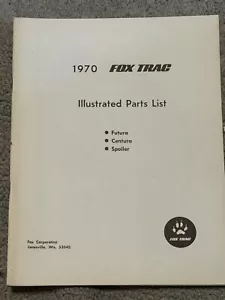 1970 FOX TRAC
Illustrated Parts List
Futura
Centura
Spoiler
Fox Corporation
Janesville, Wis. 53545
FOX TRAC